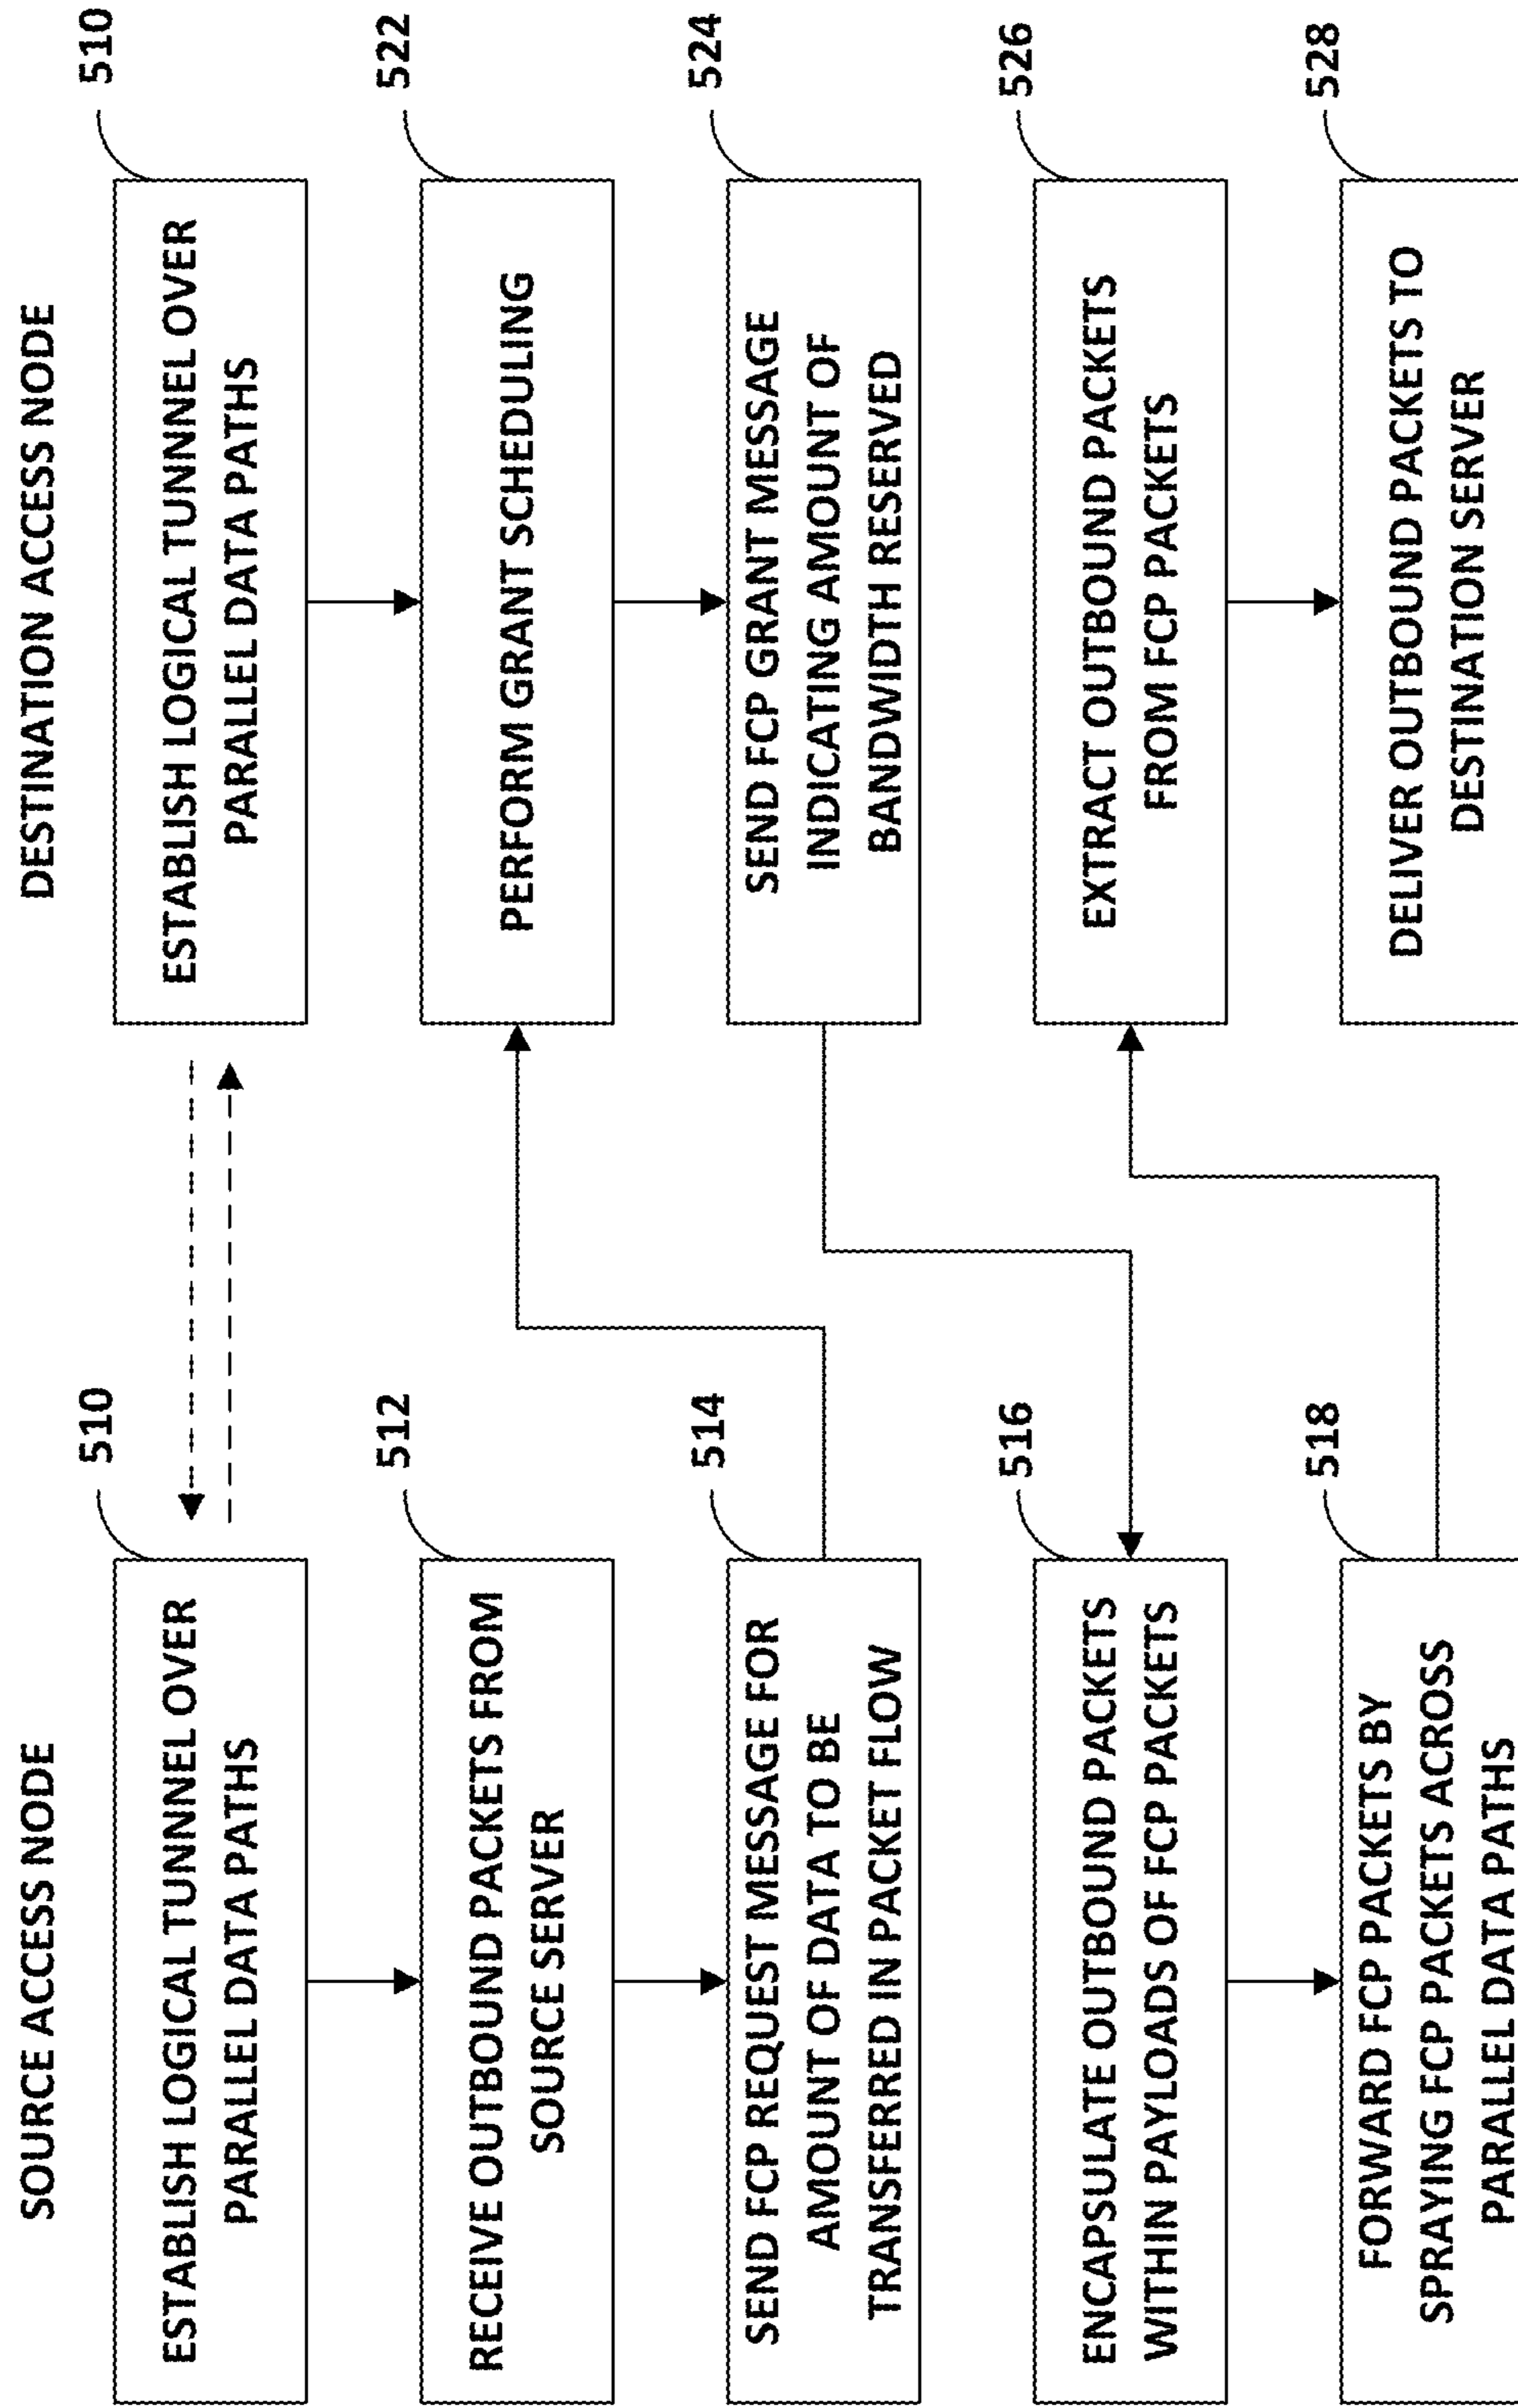 SOURCE ACCESS NODE
510
ESTABLISH LOGICAL TUNNNEL OVER
PARALLEL DATA PATHS
512
RECEIVE OUTBOUND PACKETS FROM
SOURCE SERVER
514
SEND FCP REQUEST MESSAGE FOR
AMOUNT OF DATA TO BE
TRANSFERRED IN PACKET FLOW
516
ENCAPSULATE OUTBOUND PACKETS
WITHIN PAYLOADS OF FCP PACKETS
518
FORWARD FCP PACKETS BY
SPRAYING FCP PACKETS ACROSS
PARALLEL DATA PATHS
DESTINATION ACCESS NODE
510
ESTABLISH LOGICAL TUNNNEL OVER
PARALLEL DATA PATHS
522
PERFORM GRANT SCHEDULING
524
SEND FCP GRANT MESSAGE
INDICATING AMOUNT OF
BANDWIDTH RESERVED
526
EXTRACT OUTBOUND PACKETS
FROM FCP PACKETS
528
DELIVER OUTBOUND PACKETS TO
DESTINATION SERVER